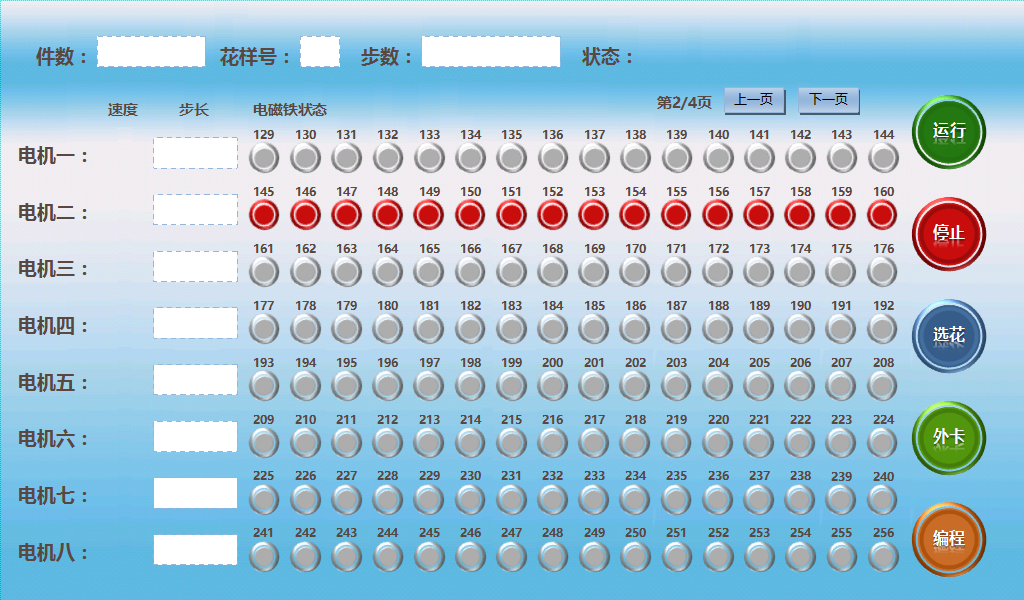 件数： 花样号： 步数： 状态：
速度 步长 电磁铁状态 第2/4页 上一页 下一页
129 130 131 132 133 134 135 136 137 138 139 140 141 142 143 144
电机一：
运行
145 146 147 148 149 150 151 152 153 154 155 156 157 158 159 160
电机二：
停止
161 162 163 164 165 166 167 168 169 170 171 172 173 174 175 176
电机三：
177 178 179 180 181 182 183 184 185 186 187 188 189 190 191 192
电机四：
选花
193 194 195 196 197 198 199 200 201 202 203 204 205 206 207 208
电机五：
209 210 211 212 213 214 215 216 217 218 219 220 221 222 223 224
电机六：
外卡
225 226 227 228 229 230 231 232 233 234 235 236 237 238 239 240
电机七：
241 242 243 244 245 246 247 248 249 250 251 252 253 254 255 256
电机八：
编程